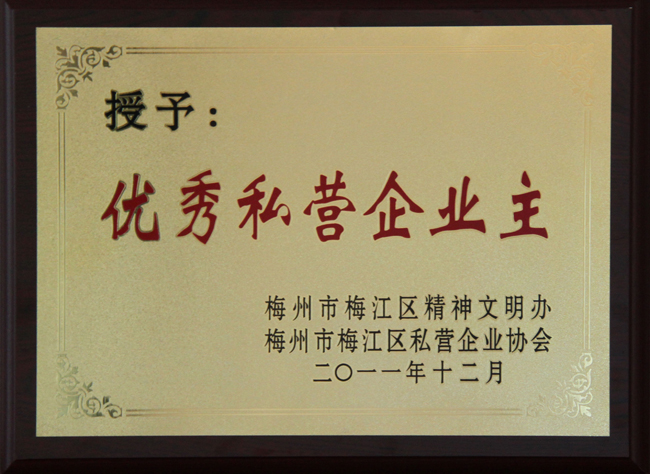 授予：
优秀私营企业主
梅州市梅江区精神文明办
梅州市梅江区私营企业协会
二〇一一年十二月